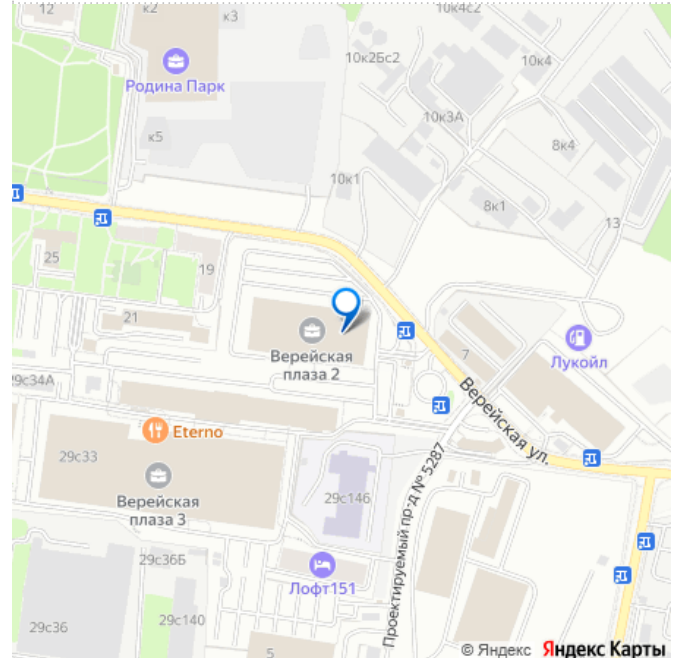 12
к2
к3
10к4с2
10к2Бс2
10к4
Родина Парк
10к3А
к5
8к4
10к1
8к1
13
25
19
21
Верейская
плаза 2
7
Лукойл
29с34А
Верейская ул.
Eterno
29с33
Верейская
плаза 3
29с146
Проектируемый пр-д № 5287
29с36Б
Лофт151
29с36
29с140
5
© Яндекс Яндекс Карты